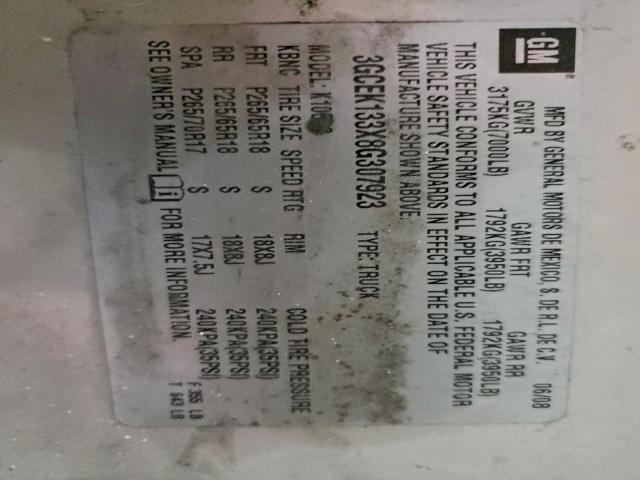 GM
MFD BY GENERAL MOTORS DE MEXICO, S. DE R.L. DE C.V. 06/08
GVWR GAWR FRT GAWR RR
3175KG(7000LB) 1792KG(3950LB) 1792KG(3950LB)
THIS VEHICLE CONFORMS TO ALL APPLICABLE U.S. FEDERAL MOTOR
VEHICLE SAFETY STANDARDS IN EFFECT ON THE DATE OF
MANUFACTURE SHOWN ABOVE.
3GCEK133X8G307923 TYPE: TRUCK
MODEL:
KBNC TIRE SIZE SPEED RTG RIM COLD TIRE PRESSURE
FRT P265/65R18 S 18X8J 240KPA(35PSI)
RR P265/65R18 S 18X8J 240KPA(35PSI)
SPA P265/70R17 S 17X7.5J 240KPA(35PSI)
SEE OWNER'S MANUAL FOR MORE INFORMATION.
F 355 LB
T 643 LB